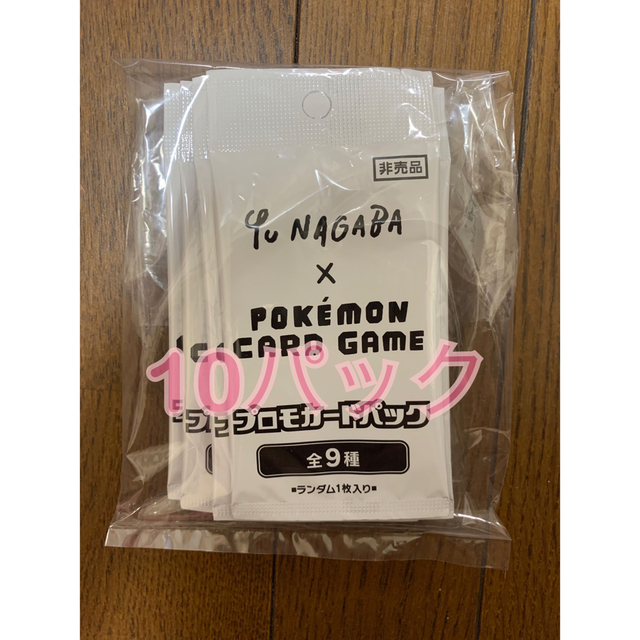 非売品
Yu NAGABA
×
POKÉMON
CARD GAME
10パック
プロモカードパック
全9種
■ランダム1枚入り■